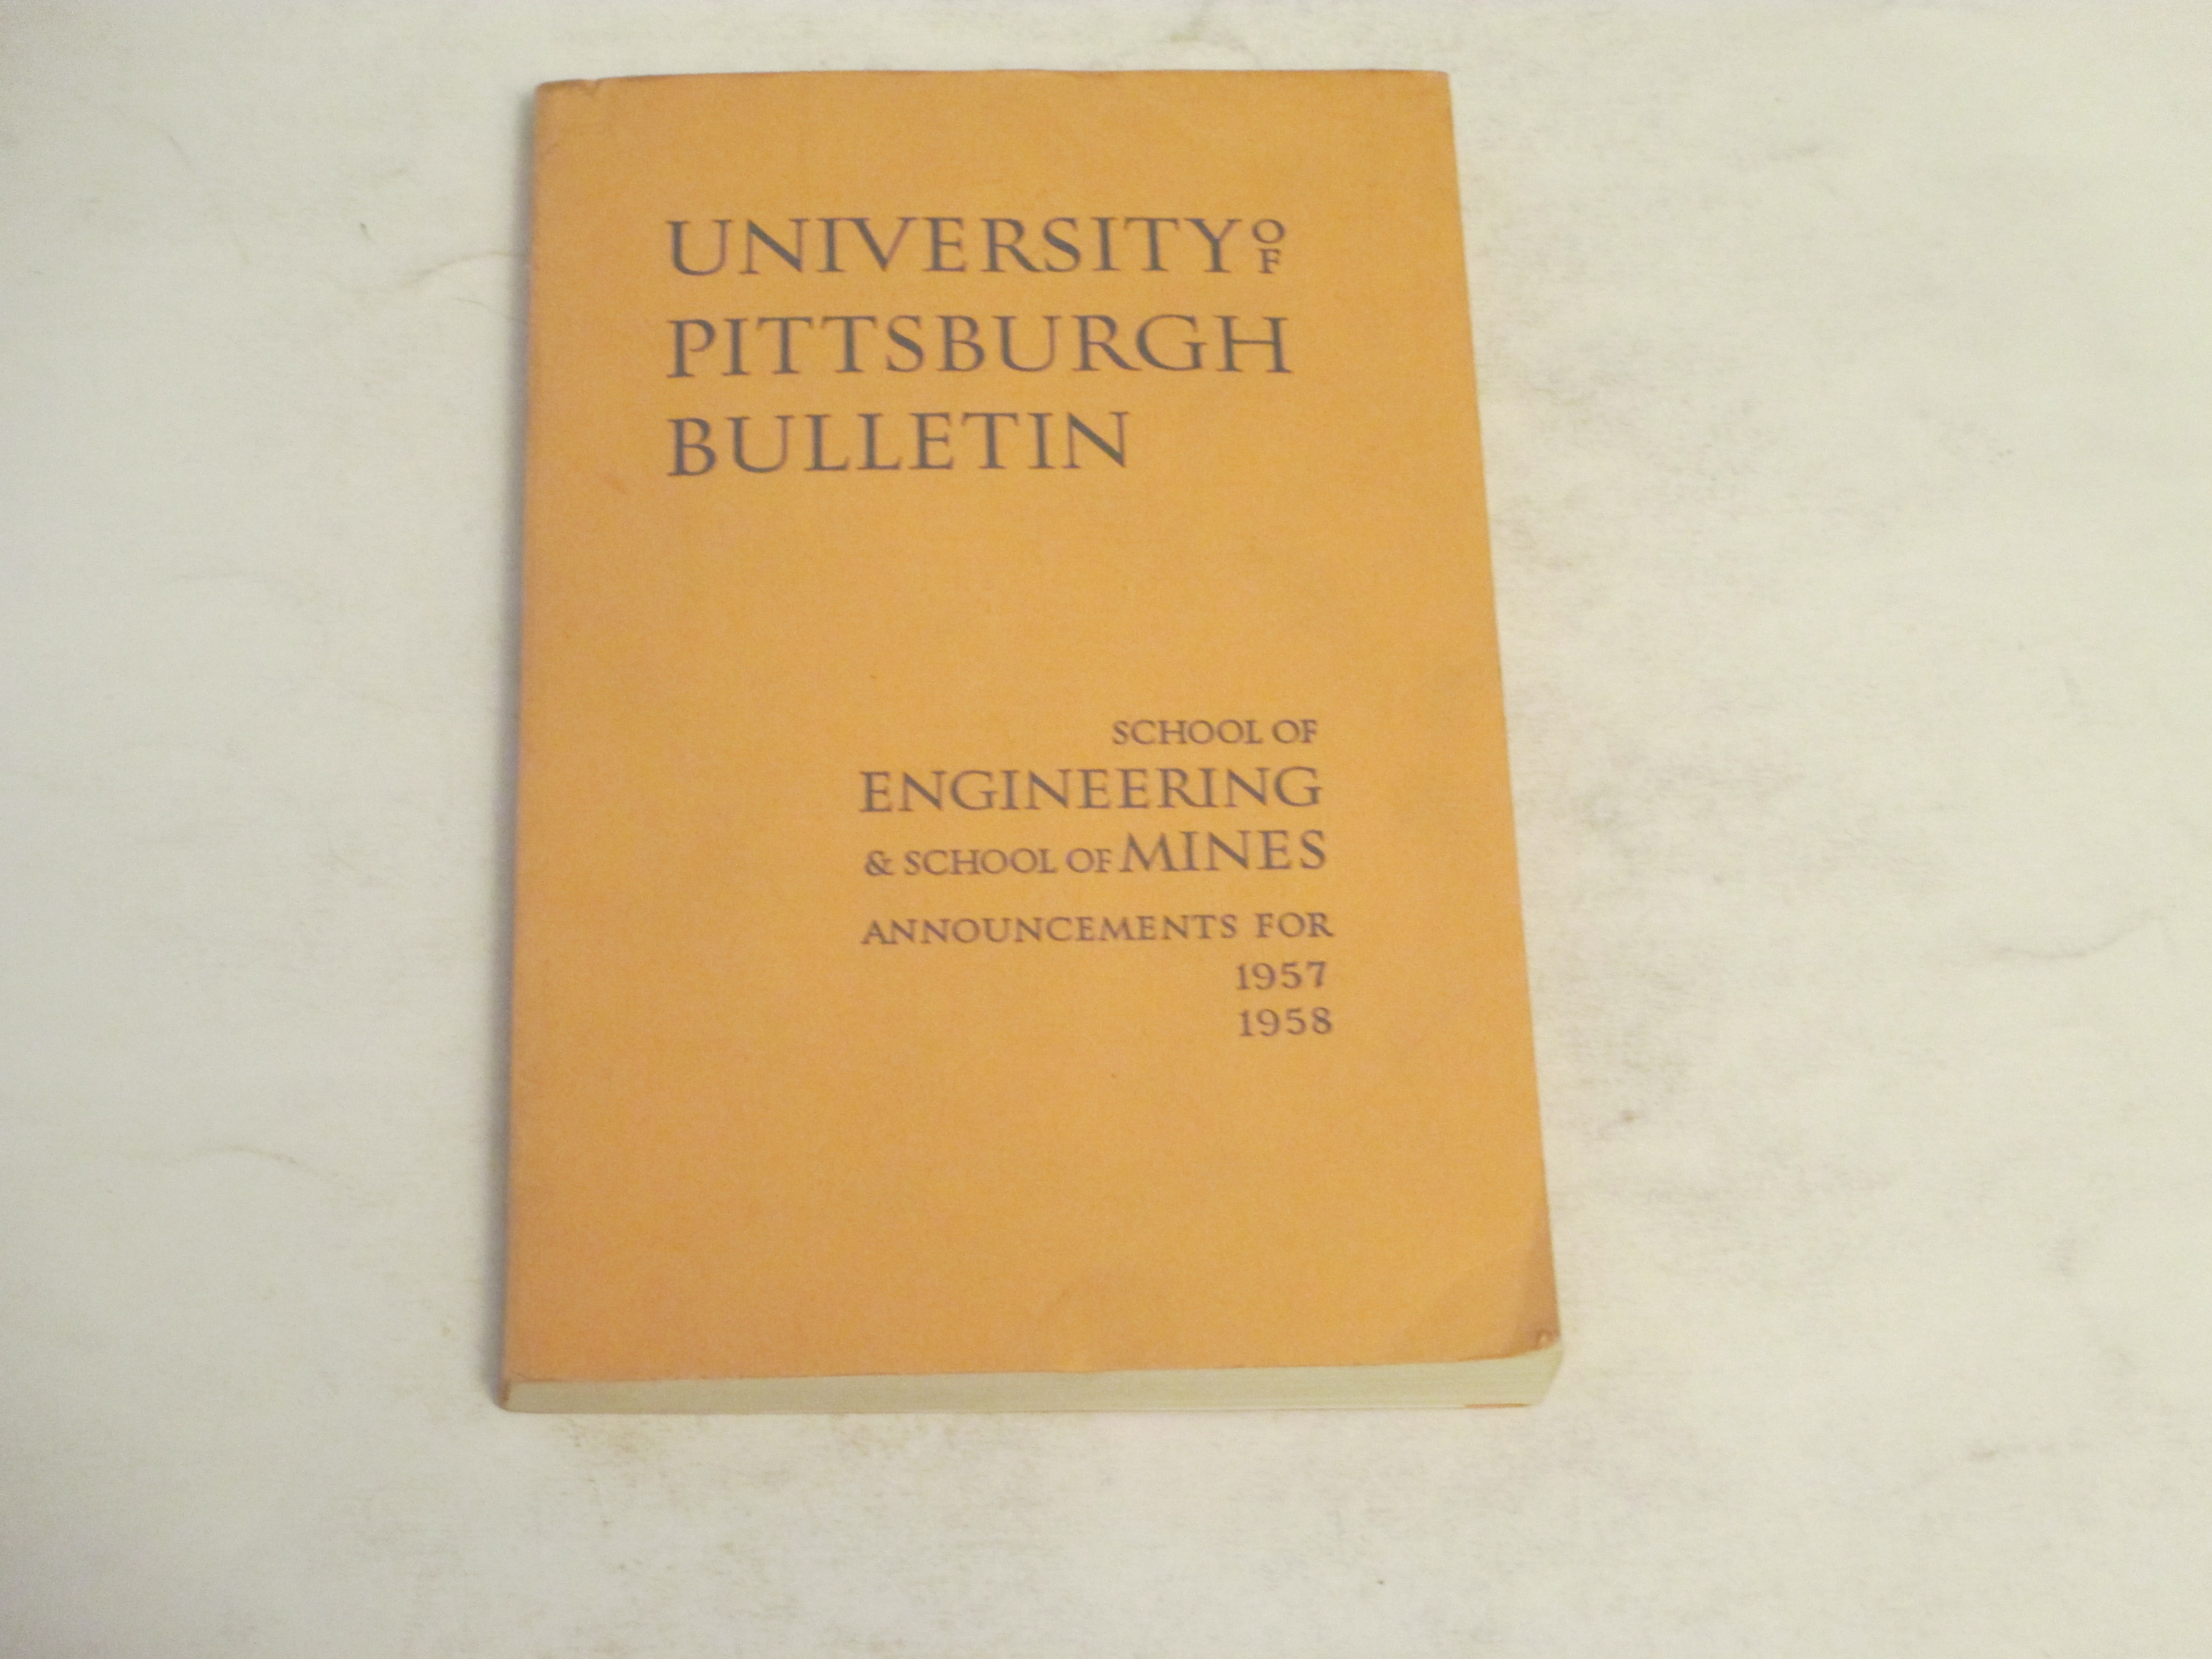 UNIVERSITY OF
PITTSBURGH
BULLETIN
SCHOOL OF
ENGINEERING
& SCHOOL OF MINES
ANNOUNCEMENTS FOR
1957
1958